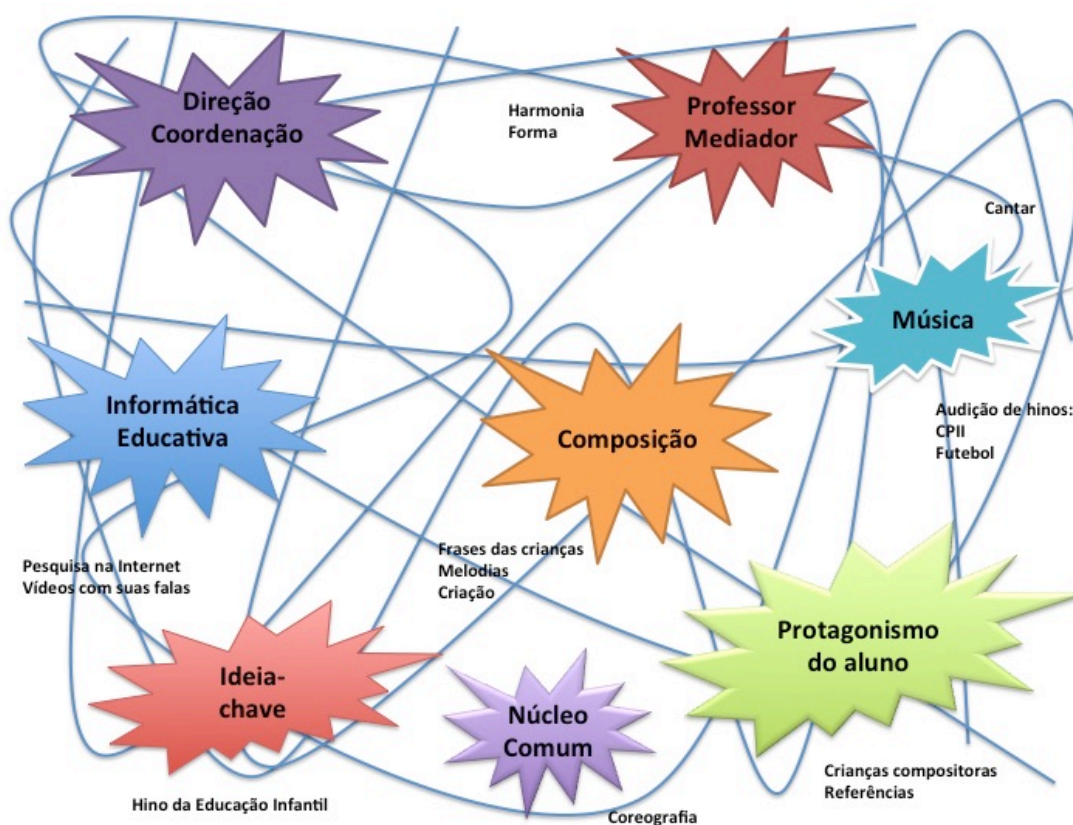 Direção
Coordenação
Harmonia
Forma
Professor
Mediador
Cantar
Música
Informática
Educativa
Composição
Audição de hinos:
CPII
Futebol
Pesquisa na Internet
Vídeos com suas falas
Frases das crianças
Melodias
Criação
Protagonismo
do aluno
Ideia-
chave
Núcleo
Comum
Hino da Educação Infantil
Crianças compositoras
Referências
Coreografia